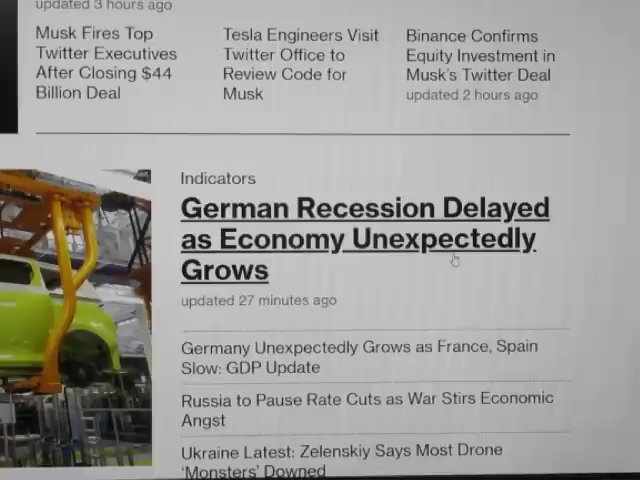 updated 3 hours ago
Musk Fires Top
Twitter Executives
After Closing $44
Billion Deal
Tesla Engineers Visit
Twitter Office to
Review Code for
Musk
Binance Confirms
Equity Investment in
Musk's Twitter Deal
updated 2 hours ago
Indicators
German Recession Delayed
as Economy Unexpectedly
Grows
updated 27 minutes ago
Germany Unexpectedly Grows as France, Spain
Slow: GDP Update
Russia to Pause Rate Cuts as War Stirs Economic
Angst
Ukraine Latest: Zelenskiy Says Most Drone
'Monsters' Downed